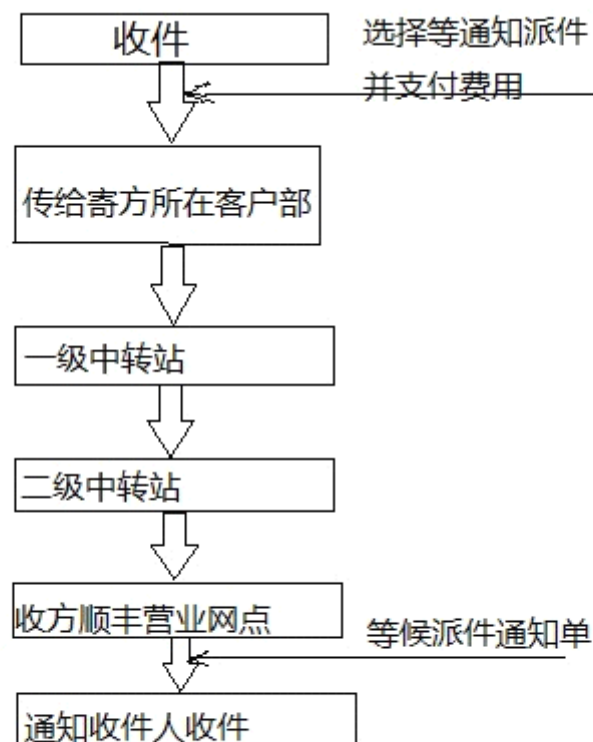 收件
选择等通知派件
并支付费用
传给寄方所在客户部
一级中转站
二级中转站
收方顺丰营业网点
等候派件通知单
通知收件人收件